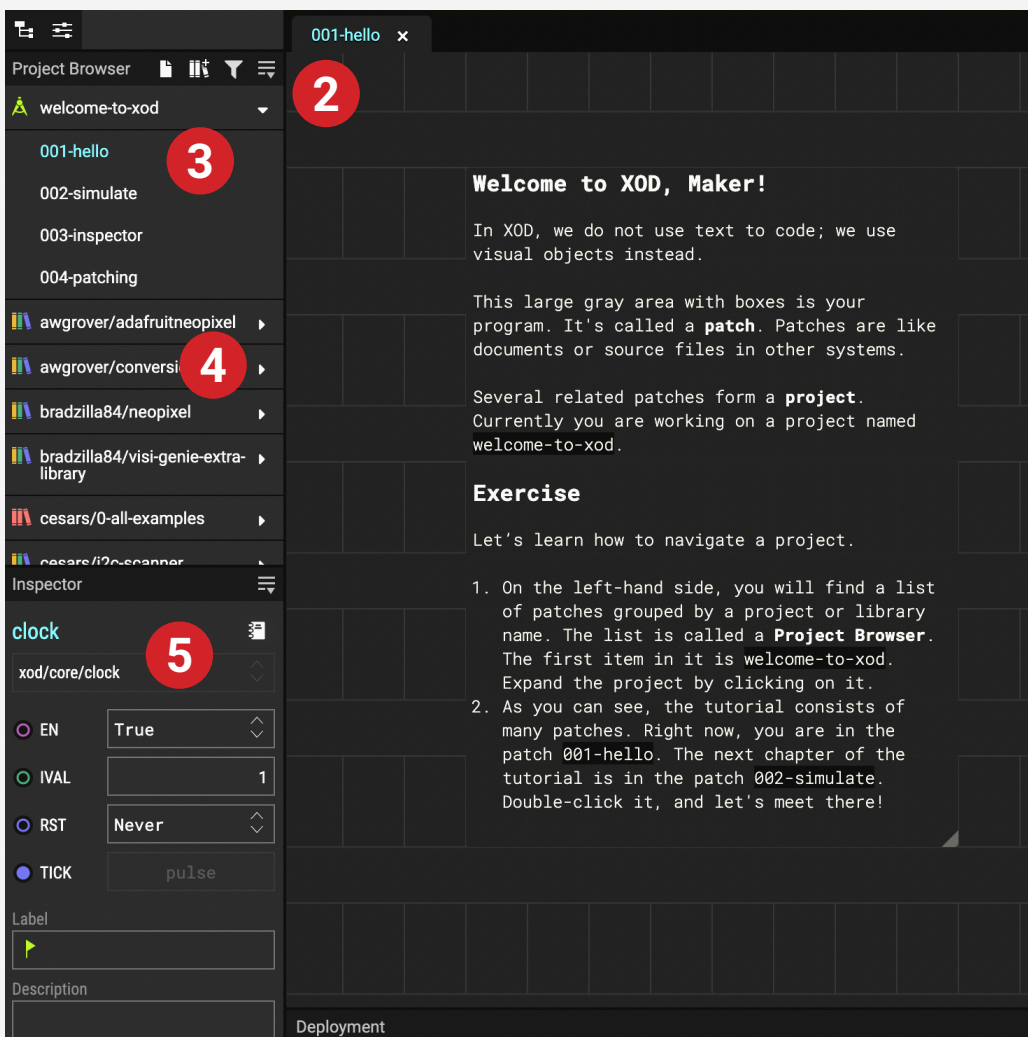 001-hello ×
Project Browser
2
welcome-to-xod
001-hello
3
002-simulate
003-inspector
004-patching
awgrover/adafruitneopixel
awgrover/conversi
4
bradzilla84/neopixel
bradzilla84/visi-genie-extra-
library
cesars/0-all-examples
cesars/i2c-scanner
Inspector
clock
5
xod/core/clock
EN True
IVAL 1
RST Never
TICK pulse
Label
Description
Welcome to XOD, Maker!
In XOD, we do not use text to code; we use
visual objects instead.
This large gray area with boxes is your
program. It's called a patch. Patches are like
documents or source files in other systems.
Several related patches form a project.
Currently you are working on a project named
welcome-to-xod.
Exercise
Let's learn how to navigate a project.
1. On the left-hand side, you will find a list
of patches grouped by a project or library
name. The list is called a Project Browser.
The first item in it is welcome-to-xod.
Expand the project by clicking on it.
2. As you can see, the tutorial consists of
many patches. Right now, you are in the
patch 001-hello. The next chapter of the
tutorial is in the patch 002-simulate.
Double-click it, and let's meet there!
Deployment